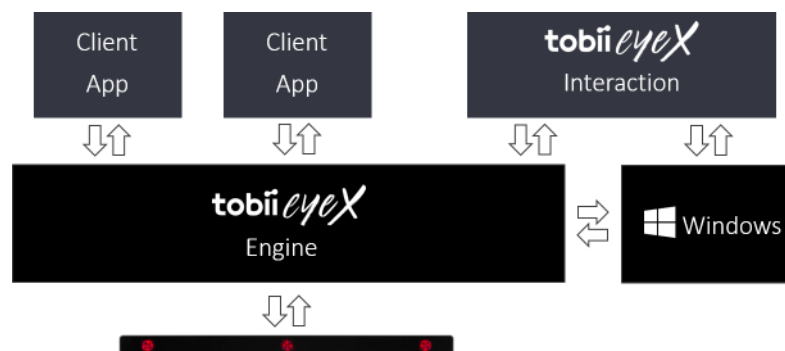 Client
App
Client
App
tobii eyeX
Interaction
tobii eyeX
Engine
Windows